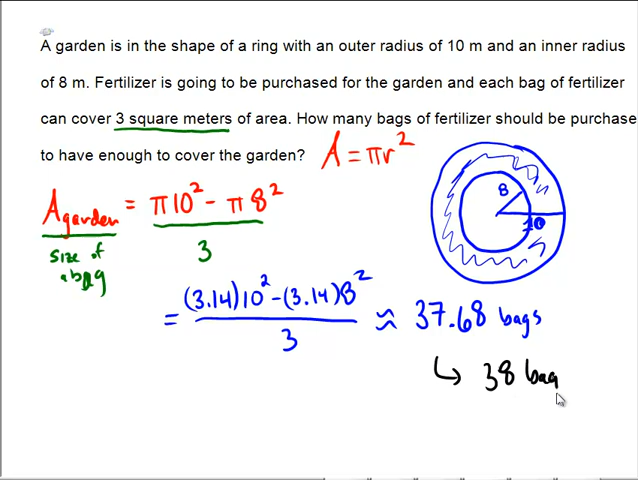 A garden is in the shape of a ring with an outer radius of 10 m and an inner radius
of 8 m. Fertilizer is going to be purchased for the garden and each bag of fertilizer
can cover 3 square meters of area. How many bags of fertilizer should be purchase
to have enough to cover the garden? A = πr²
8
10
A garden = π10² - π8²
size of a bag 3
= (3.14)10² - (3.14)8² ≈ 37.68 bags
3
↳ 38 bag